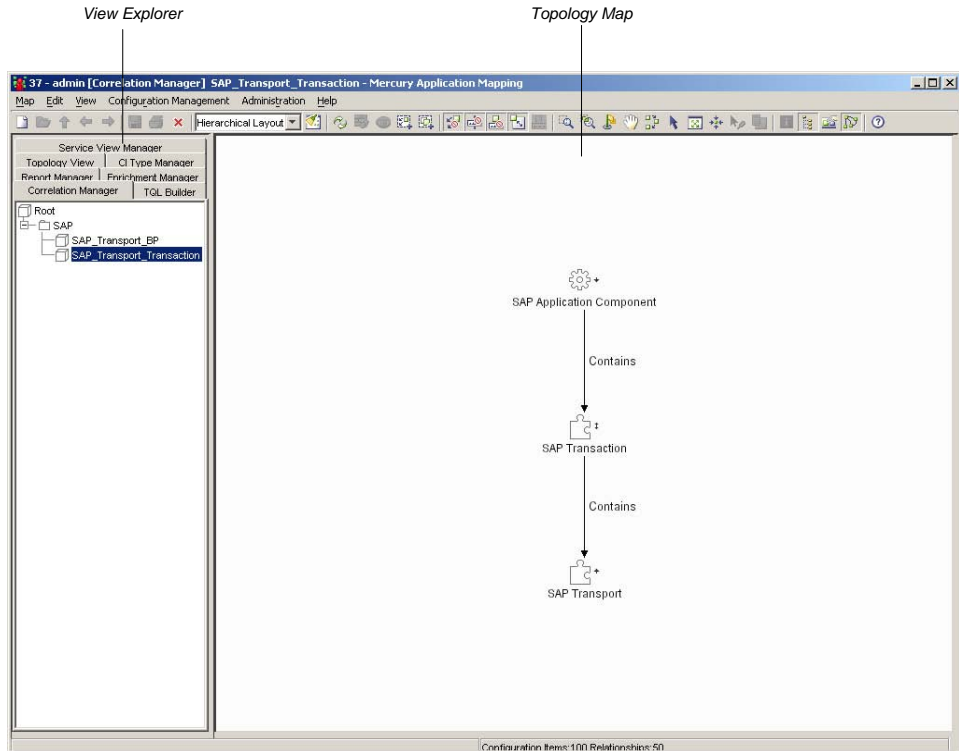 View Explorer
Topology Map
37 - admin [Correlation Manager] SAP_Transport_Transaction - Mercury Application Mapping
Map Edit View Configuration Management Administration Help
Hierarchical Layout
Service View Manager
Topology View CI Type Manager
Report Manager Enrichment Manager
Correlation Manager TQL Builder
Root
SAP
SAP_Transport_BP
SAP_Transport_Transaction
SAP Application Component
Contains
SAP Transaction
Contains
SAP Transport
Configuration Items:100 Relationships:50